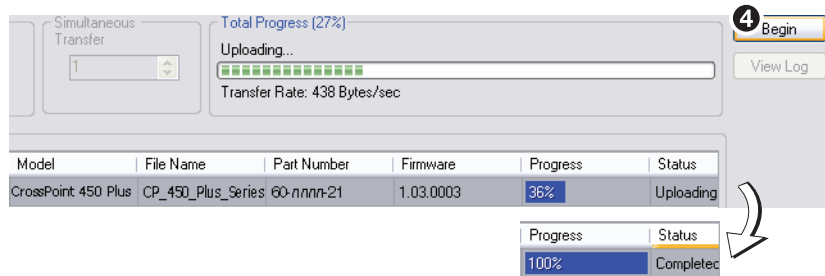 Simultaneous
Transfer
1
Total Progress (27%)
Uploading...
Transfer Rate: 438 Bytes/sec
4
Begin
View Log
Model File Name Part Number Firmware Progress Status
CrossPoint 450 Plus CP_450_Plus_Series 60-nnnn-21 1.03.0003 36% Uploading
Progress Status
100% Completed